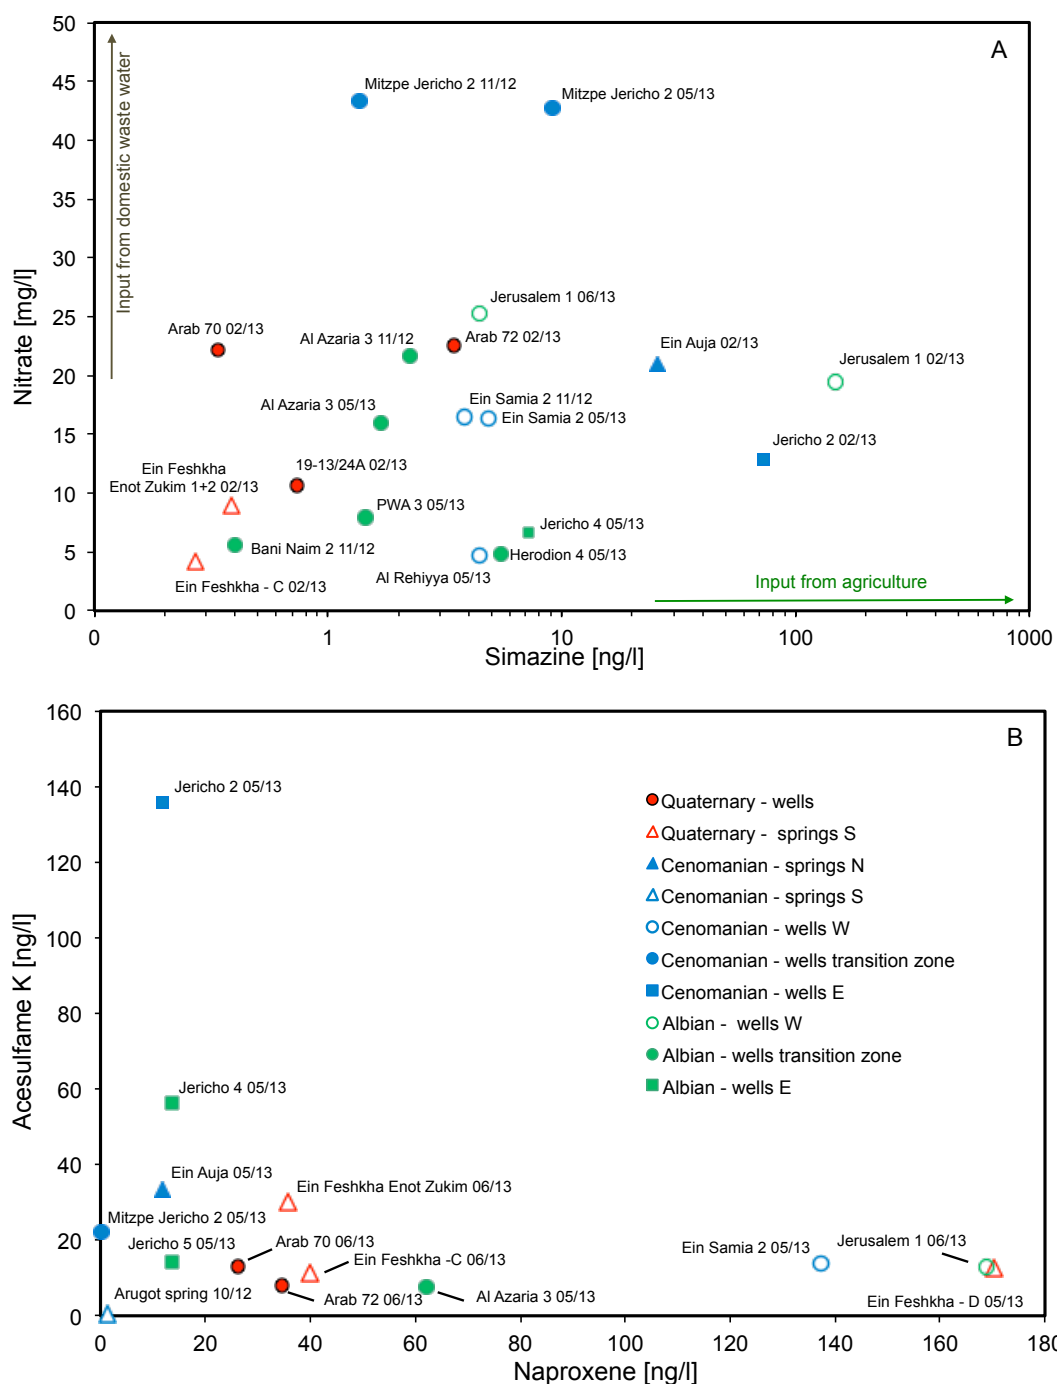 A
50
45
40
35
30
25
20
15
10
5
0
Nitrate [mg/l]
Input from domestic waste water
Mitzpe Jericho 2 11/12
Mitzpe Jericho 2 05/13
Jerusalem 1 06/13
Arab 70 02/13
Al Azaria 3 11/12
Arab 72 02/13
Ein Auja 02/13
Jerusalem 1 02/13
Al Azaria 3 05/13
Ein Samia 2 11/12
Ein Samia 2 05/13
Jericho 2 02/13
Ein Feshkha
Enot Zukim 1+2 02/13
19-13/24A 02/13
PWA 3 05/13
Jericho 4 05/13
Bani Naim 2 11/12
Herodion 4 05/13
Al Rehiyya 05/13
Ein Feshkha - C 02/13
Input from agriculture
0
1
10
100
1000
Simazine [ng/l]
B
160
140
120
100
80
60
40
20
0
Acesulfame K [ng/l]
Jericho 2 05/13
Quaternary - wells
Quaternary - springs S
Cenomanian - springs N
Cenomanian - springs S
Cenomanian - wells W
Cenomanian - wells transition zone
Cenomanian - wells E
Albian - wells W
Albian - wells transition zone
Albian - wells E
Jericho 4 05/13
Ein Auja 05/13
Ein Feshkha Enot Zukim 06/13
Mitzpe Jericho 2 05/13
Jericho 5 05/13
Arab 70 06/13
Ein Feshkha -C 06/13
Ein Samia 2 05/13
Jerusalem 1 06/13
Arugot spring 10/12
Arab 72 06/13
Al Azaria 3 05/13
Ein Feshkha - D 05/13
0
20
40
60
80
100
120
140
160
180
Naproxene [ng/l]